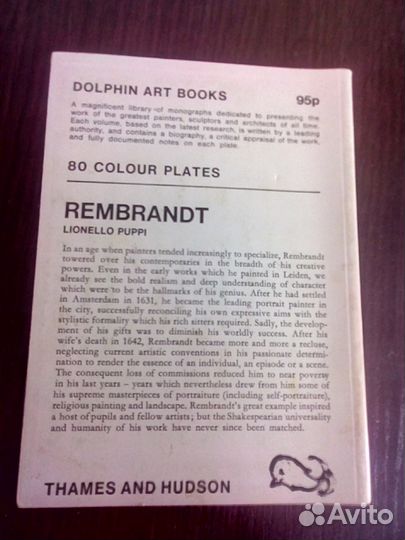 DOLPHIN ART BOOKS
95p
A magnificent library of monographs dedicated to presenting the
work of the greatest painters, sculptors and architects of all time.
Each volume, based on the latest research, is written by a leading
authority, and contains a biography, a critical appraisal of the work,
and fully documented notes on each plate.
80 COLOUR PLATES
REMBRANDT
LIONELLO PUPPI
In an age when painters tended increasingly to specialize, Rembrandt
towered over his contemporaries in the breadth of his creative
powers. Even in the early works which he painted in Leiden, we
already see the bold realism and deep understanding of character
which were to be the hallmarks of his genius. After he had settled
in Amsterdam in 1631, he became the leading portrait painter in
the city, successfully reconciling his own expressive aims with the
stylistic formality which his rich sitters required. Sadly, the develop-
ment of his gifts was to diminish his worldly success. After his
wife's death in 1642, Rembrandt became more and more a recluse,
neglecting current artistic conventions in his passionate determi-
nation to render the essence of an individual, an episode or a scene.
The consequent loss of commissions reduced him to near poverty
in his last years – years which nevertheless drew from him some of
his supreme masterpieces of portraiture (including self-portraiture),
religious painting and landscape. Rembrandt's great example inspired
a host of pupils and fellow artists; but the Shakespearian universality
and humanity of his work have never since been matched.
THAMES AND HUDSON
Avito